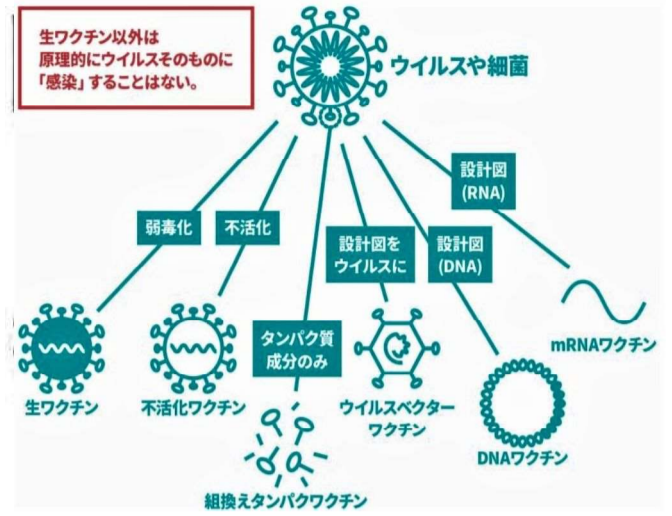 生ワクチン以外は
原理的にウイルスそのものに
「感染」することはない。
ウイルスや細菌
設計図
(RNA)
弱毒化
不活化
設計図を
ウイルスに
設計図
(DNA)
タンパク質
成分のみ
mRNAワクチン
生ワクチン
不活化ワクチン
ウイルスベクター
ワクチン
DNAワクチン
組換えタンパクワクチン